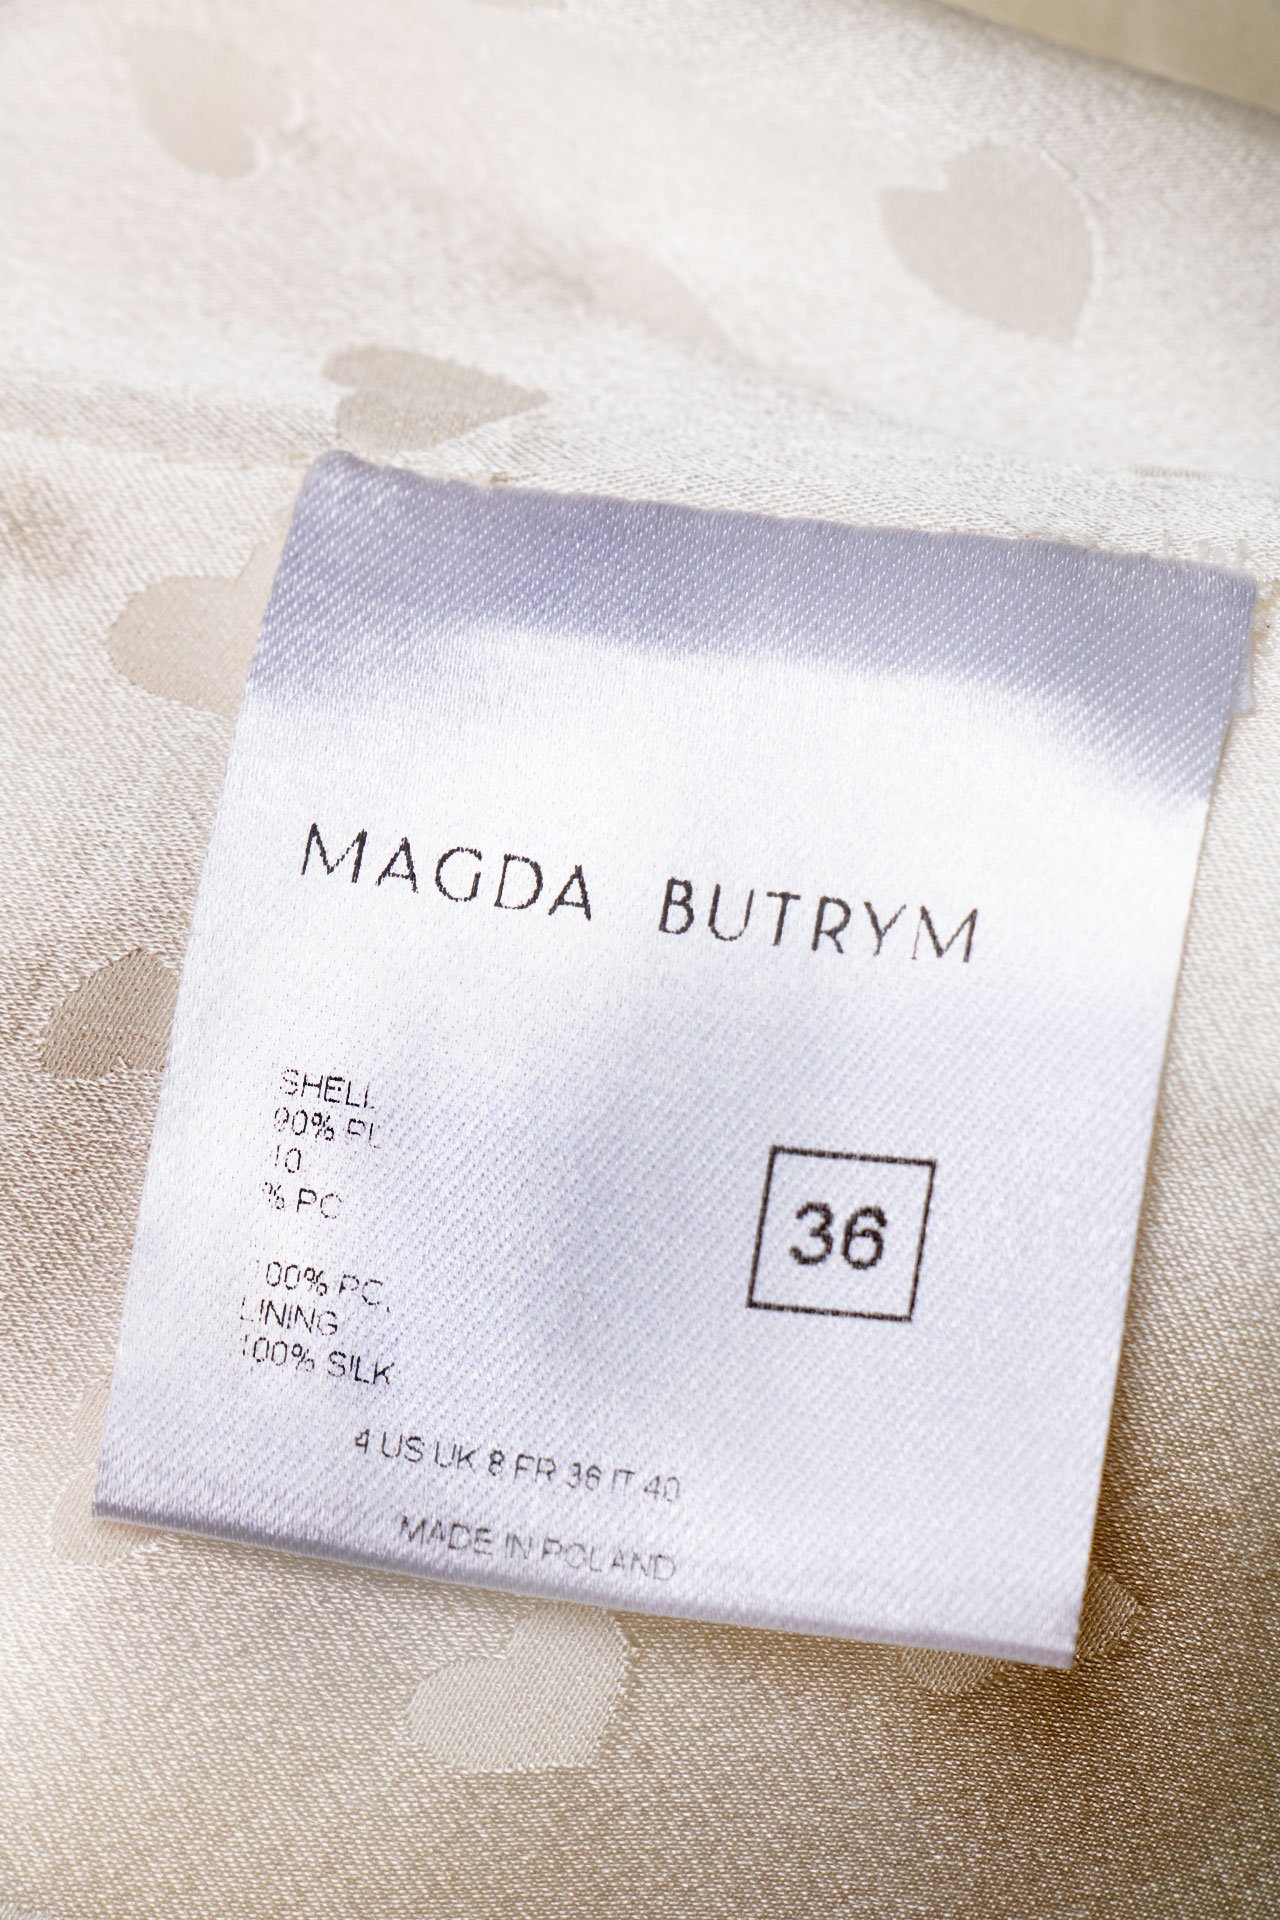 MAGDA BUTRYM
SHELL
90%
10
% PC
36
100% PC,
LINING
100% SILK
4 US UK 8 FR 36 IT 40
MADE IN POLAND